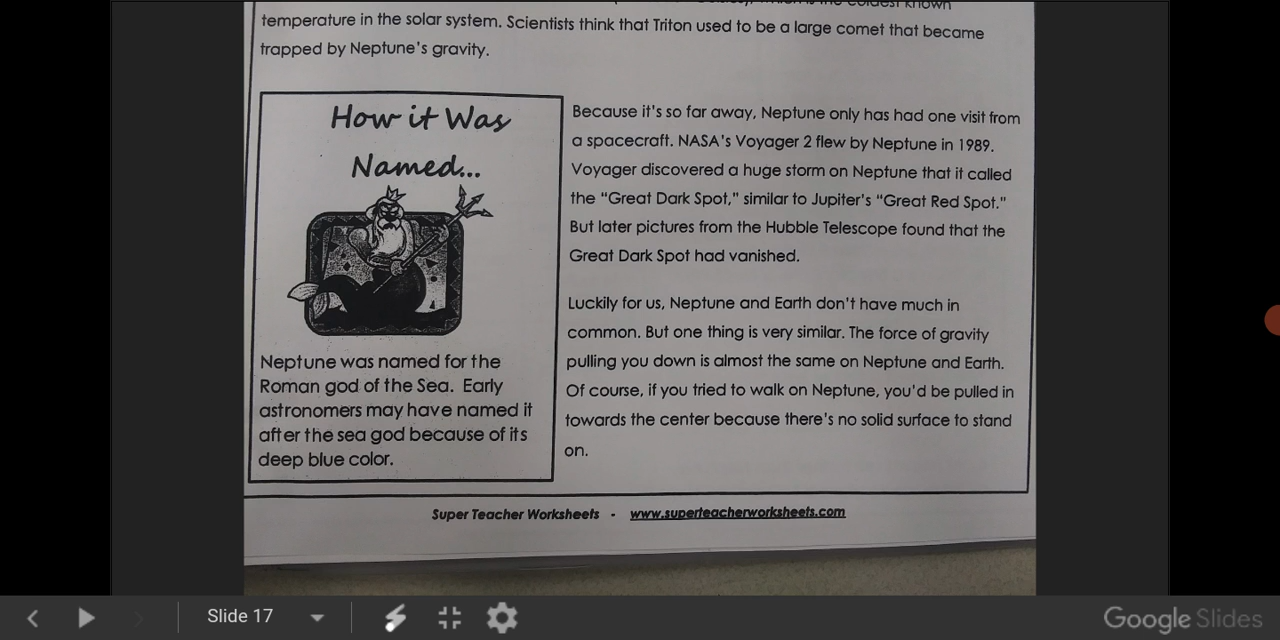 temperature in the solar system. Scientists think that Triton used to be a large comet that became
trapped by Neptune's gravity.
How it Was
Named...
Neptune was named for the
Roman god of the Sea. Early
astronomers may have named it
after the sea god because of its
deep blue color.
Because it's so far away, Neptune only has had one visit from
a spacecraft. NASA's Voyager 2 flew by Neptune in 1989.
Voyager discovered a huge storm on Neptune that it called
the "Great Dark Spot," similar to Jupiter's "Great Red Spot."
But later pictures from the Hubble Telescope found that the
Great Dark Spot had vanished.
Luckily for us, Neptune and Earth don't have much in
common. But one thing is very similar. The force of gravity
pulling you down is almost the same on Neptune and Earth.
Of course, if you tried to walk on Neptune, you'd be pulled in
towards the center because there's no solid surface to stand
on.
Super Teacher Worksheets - www.superteacherworksheets.com
Slide 17
Google Slides